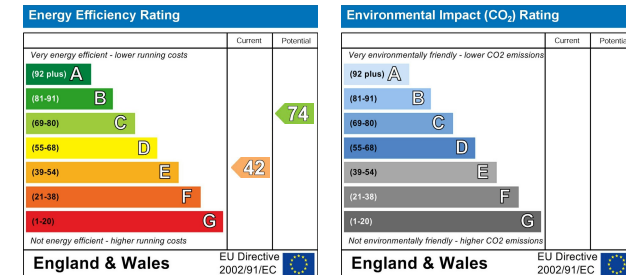 Energy Efficiency Rating
Current Potential
Very energy efficient - lower running costs
(92 plus) A
(81-91) B
(69-80) C
(55-68) D
(39-54) E
(21-38) F
(1-20) G
42
74
Not energy efficient - higher running costs
England & Wales
EU Directive
2002/91/EC
Environmental Impact (CO₂) Rating
Current Potential
Very environmentally friendly - lower CO2 emissions
(92 plus) A
(81-91) B
(69-80) C
(55-68) D
(39-54) E
(21-38) F
(1-20) G
Not environmentally friendly - higher CO2 emissions
England & Wales
EU Directive
2002/91/EC